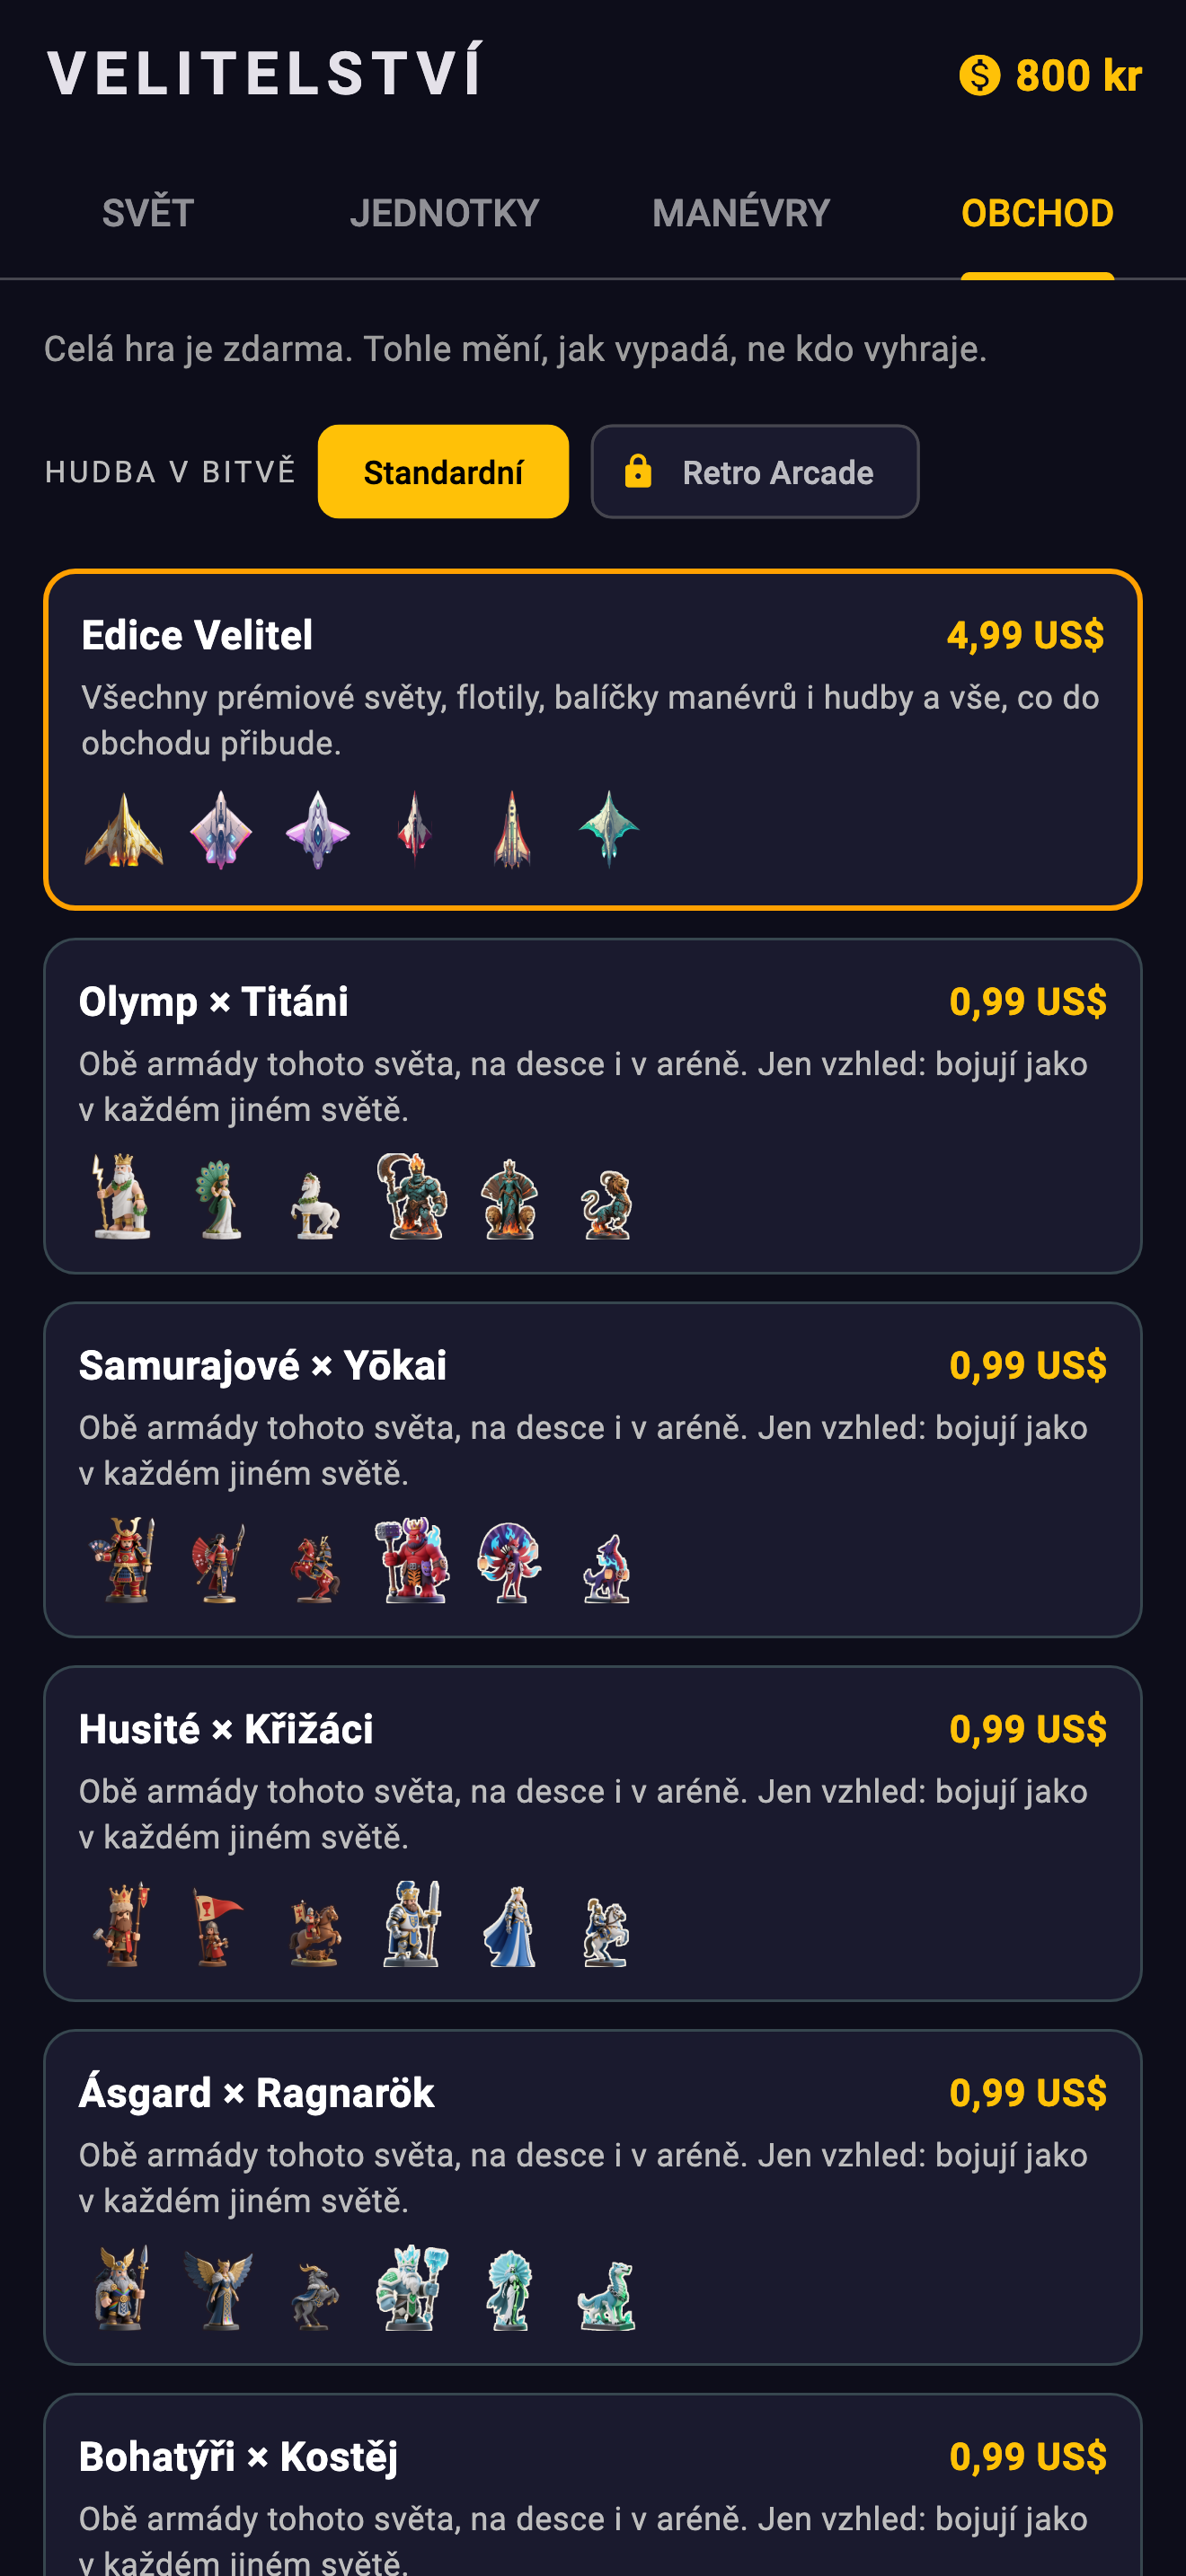 VELITELSTVÍ
800 kr
SVĚT JEDNOTKY MANÉVRY OBCHOD
Celá hra je zdarma. Tohle mění, jak vypadá, ne kdo vyhraje.
HUDBA V BITVĚ Standardní Retro Arcade
Edice Velitel 4,99 US$
Všechny prémiové světy, flotily, balíčky manévrů i hudby a vše, co do
obchodu přibude.
Olymp × Titáni 0,99 US$
Obě armády tohoto světa, na desce i v aréně. Jen vzhled: bojují jako
v každém jiném světě.
Samurajové × Yōkai 0,99 US$
Obě armády tohoto světa, na desce i v aréně. Jen vzhled: bojují jako
v každém jiném světě.
Husité × Křižáci 0,99 US$
Obě armády tohoto světa, na desce i v aréně. Jen vzhled: bojují jako
v každém jiném světě.
Ásgard × Ragnarök 0,99 US$
Obě armády tohoto světa, na desce i v aréně. Jen vzhled: bojují jako
v každém jiném světě.
Bohatýři × Kostěj 0,99 US$
Obě armády tohoto světa, na desce i v aréně. Jen vzhled: bojují jako
v každém jiném světě.